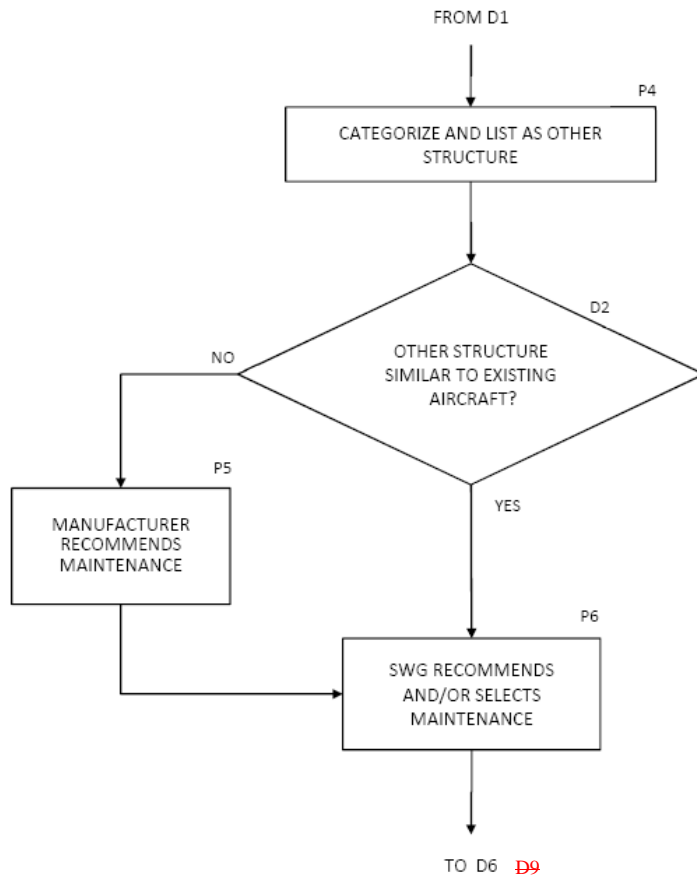 FROM D1
P4
CATEGORIZE AND LIST AS OTHER
STRUCTURE
D2
NO
OTHER STRUCTURE
SIMILAR TO EXISTING
AIRCRAFT?
P5
YES
MANUFACTURER
RECOMMENDS
MAINTENANCE
P6
SWG RECOMMENDS
AND/OR SELECTS
MAINTENANCE
TO D6 D9